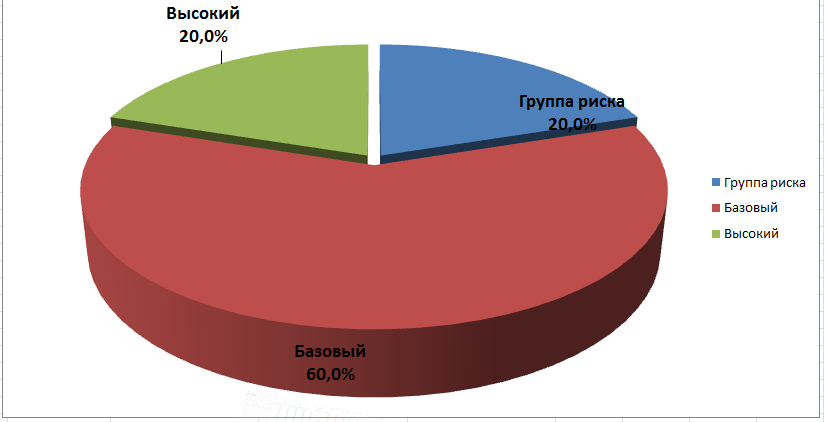 Высокий
20,0%
Группа риска
20,0%
Группа риска
Базовый
Высокий
Базовый
60,0%